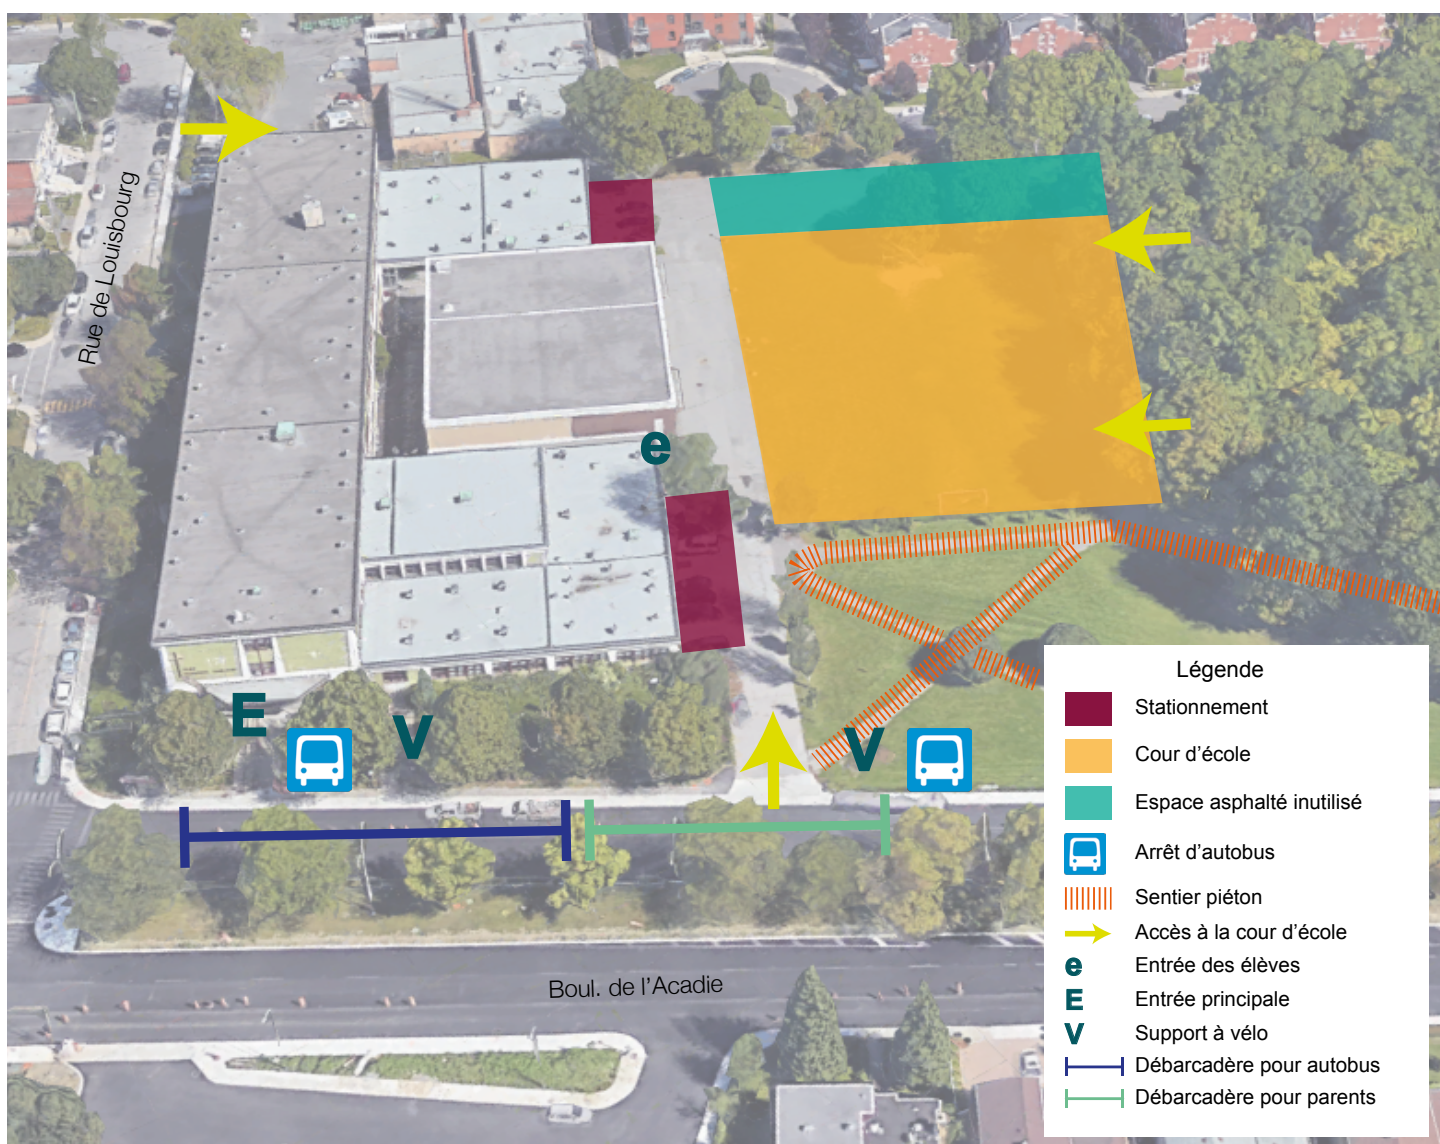 Rue de Louisbourg
e
E
V
V
Boul. de l'Acadie
Légende
Stationnement
Cour d'école
Espace asphalté inutilisé
Arrêt d'autobus
Sentier piéton
Accès à la cour d'école
e Entrée des élèves
E Entrée principale
V Support à vélo
Débarcadère pour autobus
Débarcadère pour parents